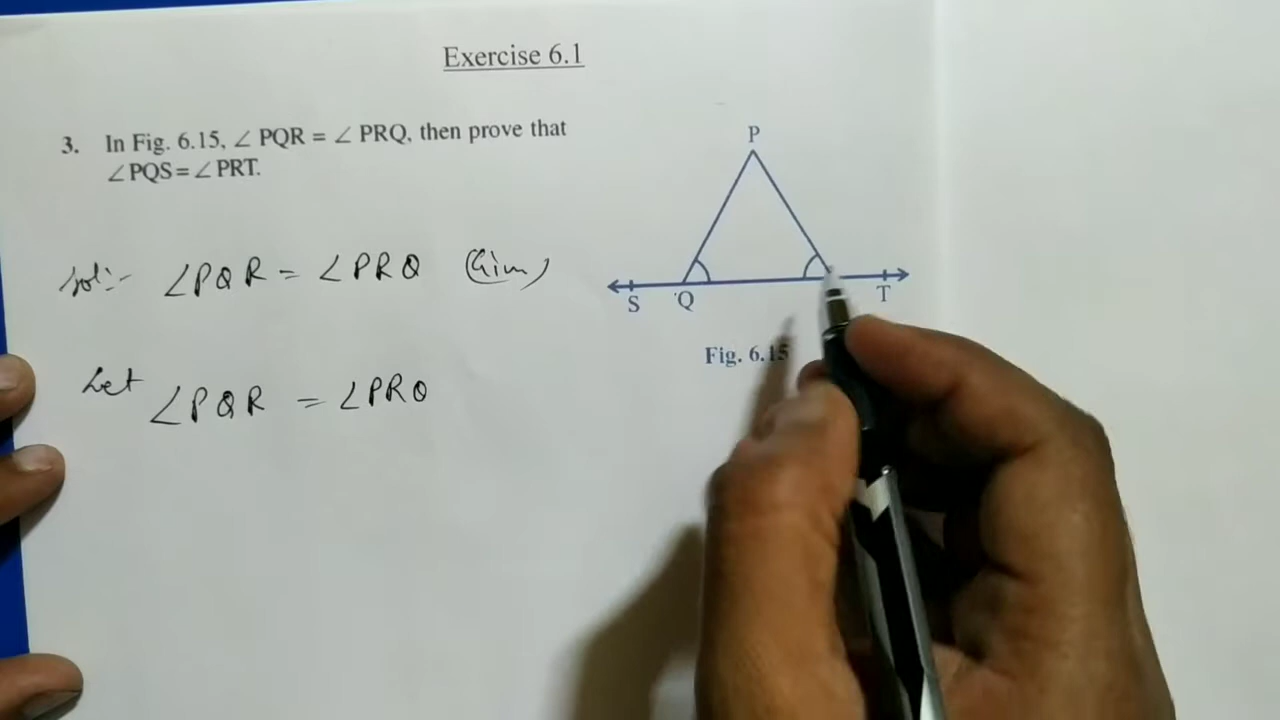 Exercise 6.1
3. In Fig. 6.15, ∠ PQR = ∠ PRQ, then prove that
∠PQS = ∠ PRT.
P
S Q T
Fig. 6.15
Sol:- ∠PQR = ∠PRQ
Let ∠PQR = ∠PRQ